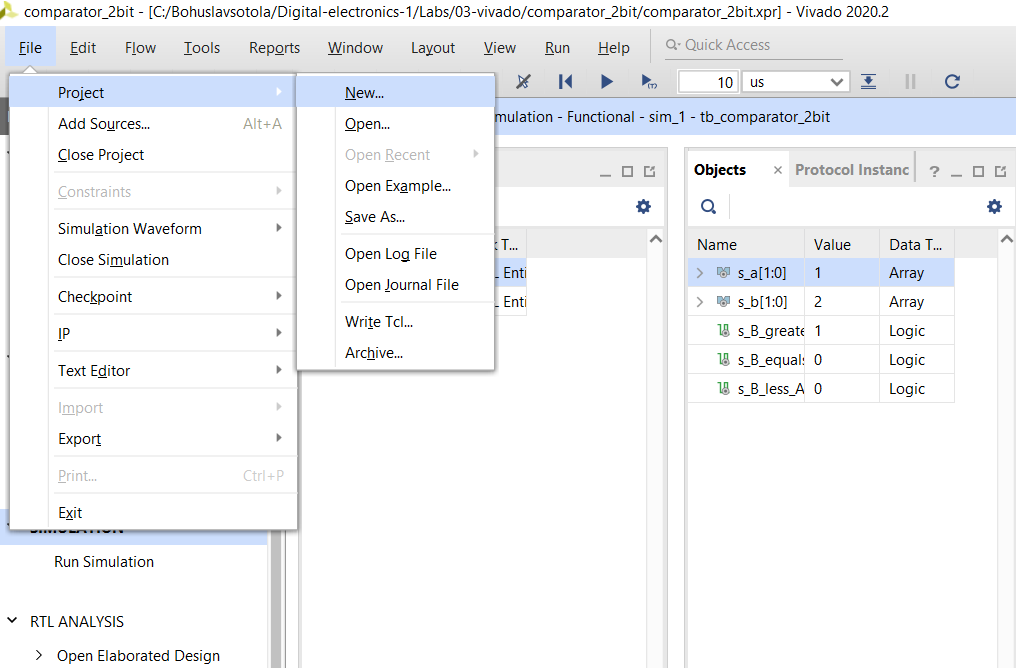 comparator_2bit - [C:/Bohuslavsotola/Digital-electronics-1/Labs/03-vivado/comparator_2bit/comparator_2bit.xpr] - Vivado 2020.2
File Edit Flow Tools Reports Window Layout View Run Help Quick Access
10 us
mulation - Functional - sim_1 - tb_comparator_2bit
Project
Add Sources... Alt+A
Close Project
Constraints
Simulation Waveform
Close Simulation
Checkpoint
IP
Text Editor
Import
Export
Print... Ctrl+P
Exit
New...
Open...
Open Recent
Open Example...
Save As...
Open Log File
Open Journal File
Write Tcl...
Archive...
T...
Enti
Enti
Objects × Protocol Instanc ?
Name Value Data T...
s_a[1:0] 1 Array
s_b[1:0] 2 Array
s_B_greate 1 Logic
s_B_equals 0 Logic
s_B_less_A 0 Logic
SIMULATION
Run Simulation
RTL ANALYSIS
Open Elaborated Design